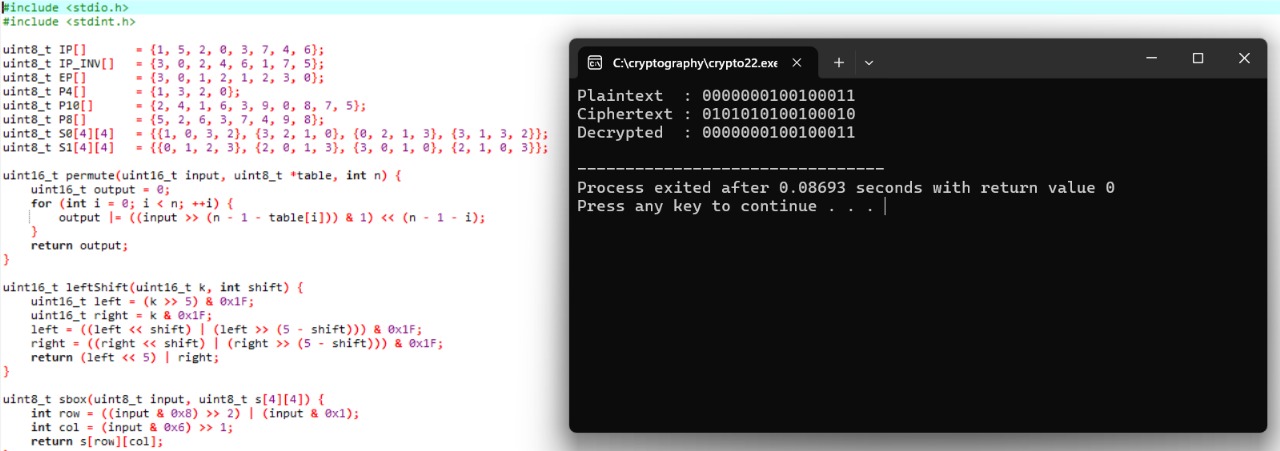 #include <stdio.h>
#include <stdint.h>
uint8_t IP[]       = {1, 5, 2, 0, 3, 7, 4, 6};
uint8_t IP_INV[]   = {3, 0, 2, 4, 6, 1, 7, 5};
uint8_t EP[]       = {3, 0, 1, 2, 1, 2, 3, 0};
uint8_t P4[]       = {1, 3, 2, 0};
uint8_t P10[]      = {2, 4, 1, 6, 3, 9, 0, 8, 7, 5};
uint8_t P8[]       = {5, 2, 6, 3, 7, 4, 9, 8};
uint8_t S0[4][4]   = {{1, 0, 3, 2}, {3, 2, 1, 0}, {0, 2, 1, 3}, {3, 1, 3, 2}};
uint8_t S1[4][4]   = {{0, 1, 2, 3}, {2, 0, 1, 3}, {3, 0, 1, 0}, {2, 1, 0, 3}};
uint16_t permute(uint16_t input, uint8_t *table, int n) {
    uint16_t output = 0;
    for (int i = 0; i < n; ++i) {
        output |= ((input >> (n - 1 - table[i])) & 1) << (n - 1 - i);
    }
    return output;
}
uint16_t leftShift(uint16_t k, int shift) {
    uint16_t left = (k >> 5) & 0x1F;
    uint16_t right = k & 0x1F;
    left = ((left << shift) | (left >> (5 - shift))) & 0x1F;
    right = ((right << shift) | (right >> (5 - shift))) & 0x1F;
    return (left << 5) | right;
}
uint8_t sbox(uint8_t input, uint8_t s[4][4]) {
    int row = ((input & 0x8) >> 2) | (input & 0x1);
    int col = (input & 0x6) >> 1;
    return s[row][col];
C:\cryptography\crypto22.exe
Plaintext  : 0000000100100011
Ciphertext : 0101010100100010
Decrypted  : 0000000100100011
--------------------------------
Process exited after 0.08693 seconds with return value 0
Press any key to continue . . .